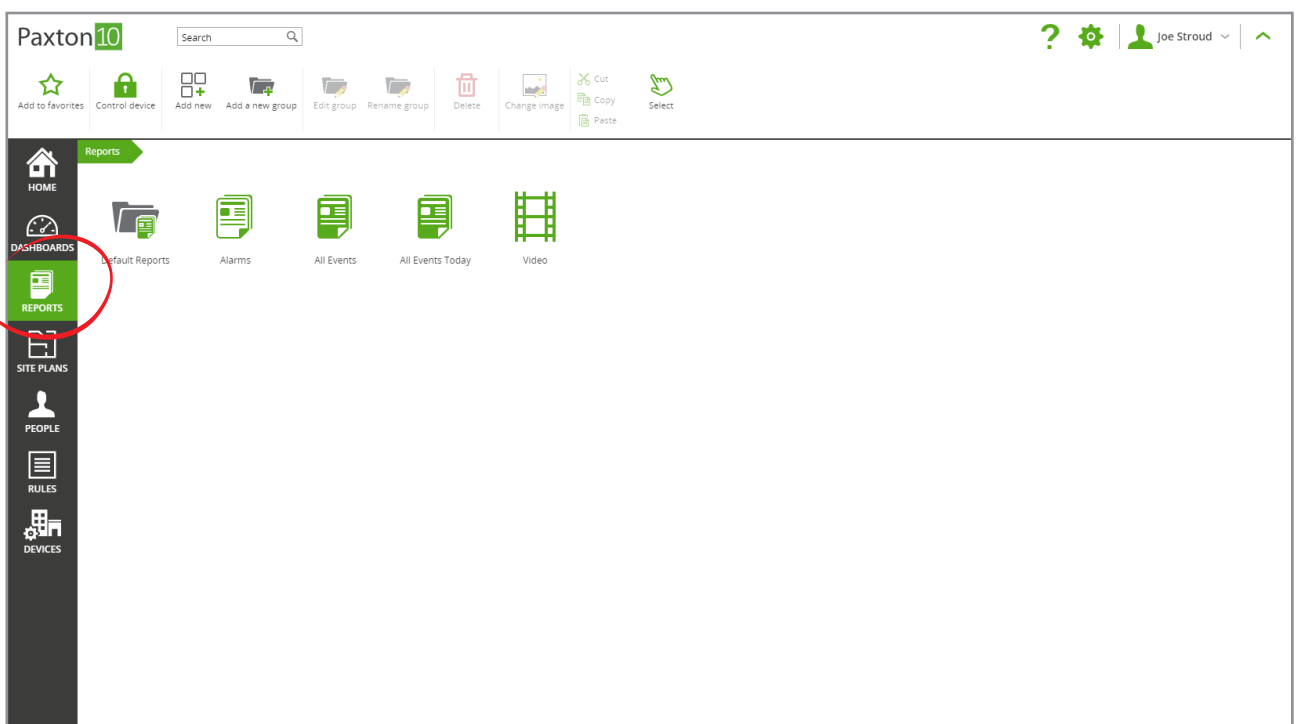 Paxton 10
Search
Joe Stroud
Cut
Add to favorites Control device Add new Add a new group Edit group Rename group Delete Change image Copy Select
Paste
Reports
HOME
DASHBOARDS
Default Reports Alarms All Events All Events Today Video
REPORTS
SITE PLANS
PEOPLE
RULES
DEVICES